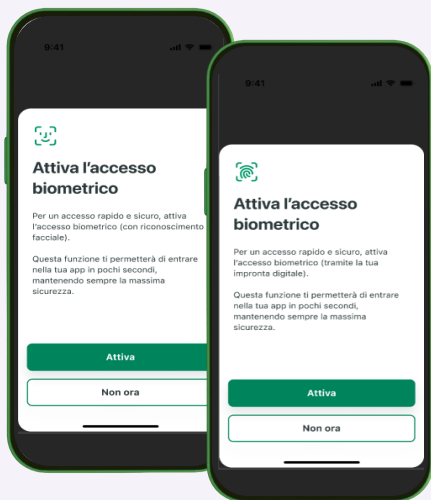 9:41
Attiva l'accesso
biometrico
Per un accesso rapido e sicuro, attiva
l'accesso biometrico (con riconoscimento
facciale).
Questa funzione ti permetterà di entrare
nella tua app in pochi secondi,
mantenendo sempre la massima
sicurezza.
Attiva
Non ora
9:41
Attiva l'accesso
biometrico
Per un accesso rapido e sicuro, attiva
l'accesso biometrico (tramite la tua
impronta digitale).
Questa funzione ti permetterà di entrare
nella tua app in pochi secondi,
mantenendo sempre la massima
sicurezza.
Attiva
Non ora